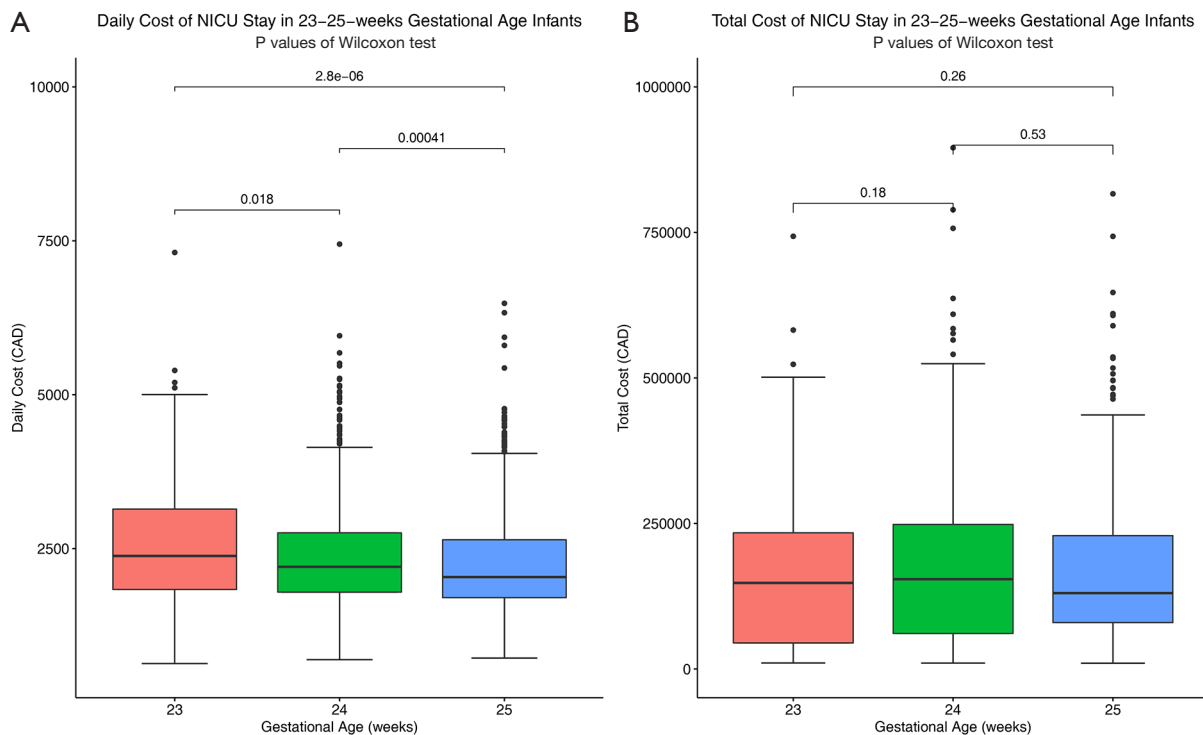 A
Daily Cost of NICU Stay in 23−25−weeks Gestational Age Infants
P values of Wilcoxon test
10000
7500
5000
2500
Daily Cost (CAD)
2.8e−06
0.00041
0.018
23
24
25
Gestational Age (weeks)
B
Total Cost of NICU Stay in 23−25−weeks Gestational Age Infants
P values of Wilcoxon test
1000000
750000
500000
250000
0
Total Cost (CAD)
0.26
0.53
0.18
23
24
25
Gestational Age (weeks)